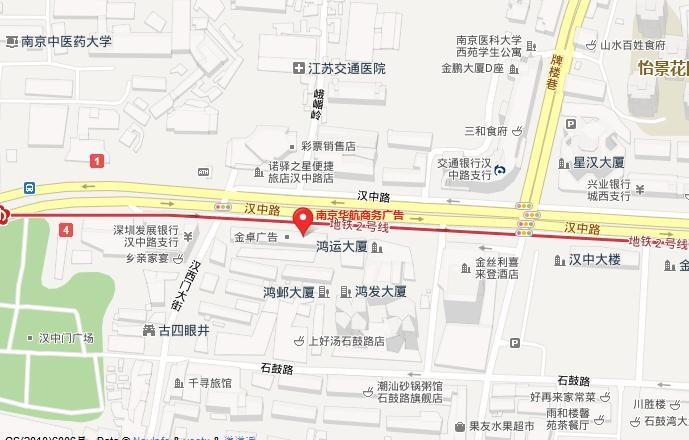 南京中医药大学
南京医科大学
西苑学生公寓
山水百姓食府
金鹏大厦D座
怡景花
江苏交通医院
峨嵋岭
牌楼巷
三和食府
彩票销售店
1
诺驿之星便捷
旅店汉中路店
ATM
交通银行汉
中路支行
星汉大厦
兴业银行
城西支行
汉中路
汉中路
南京华航商务广告
汉中路
地铁2号线
地铁2号线
4
深圳发展银行
汉中路支行
金卓广告
鸿运大厦
乡亲家宴
汉西门大街
金丝利喜
来登酒店
汉中大楼
金
鸿邺大厦
鸿发大厦
古四眼井
汉中门广场
上好汤石鼓路店
石鼓路
石鼓路
P
P
千寻旅馆
潮汕砂锅粥馆
石鼓路旗舰店
好再来家常菜
川胜楼
雨和楼馨
苑茶餐厅
石鼓湾大
果友水果超市